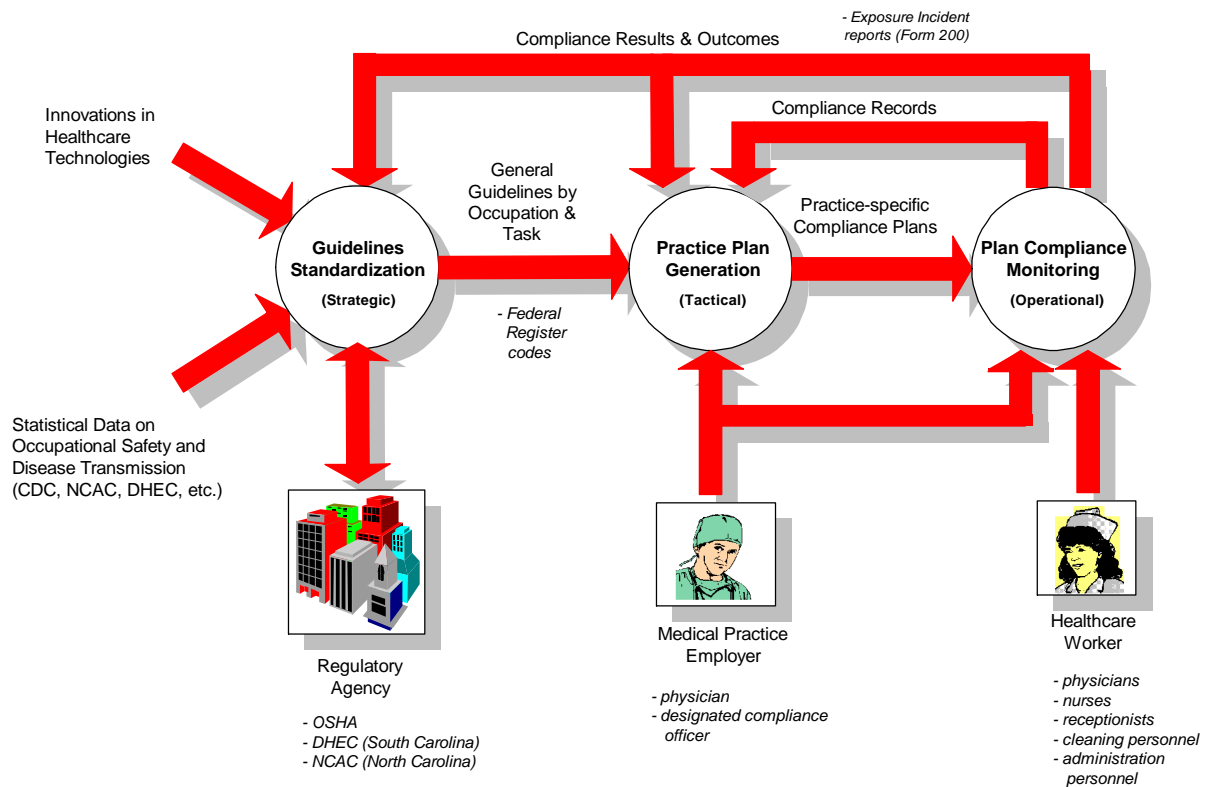 - Exposure Incident
reports (Form 200)
Compliance Results & Outcomes
Compliance Records
Innovations in
Healthcare
Technologies
General
Guidelines by
Occupation &
Task
Practice-specific
Compliance Plans
Guidelines
Standardization
(Strategic)
Practice Plan
Generation
(Tactical)
Plan Compliance
Monitoring
(Operational)
- Federal
Register
codes
Statistical Data on
Occupational Safety and
Disease Transmission
(CDC, NCAC, DHEC, etc.)
Regulatory
Agency
- OSHA
- DHEC (South Carolina)
- NCAC (North Carolina)
Medical Practice
Employer
- physician
- designated compliance
officer
Healthcare
Worker
- physicians
- nurses
- receptionists
- cleaning personnel
- administration
personnel